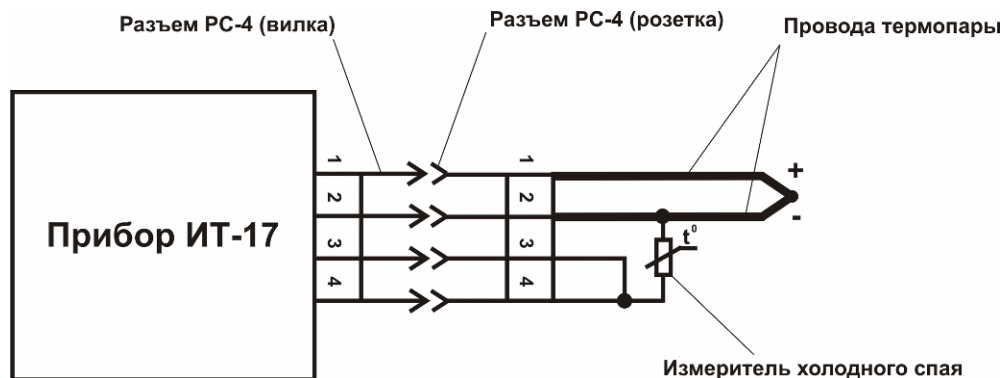 Разъем РС-4 (вилка)
Разъем РС-4 (розетка)
Провода термопары
Прибор ИТ-17
1
2
3
4
1
2
3
4
+
-
t⁰
Измеритель холодного спая